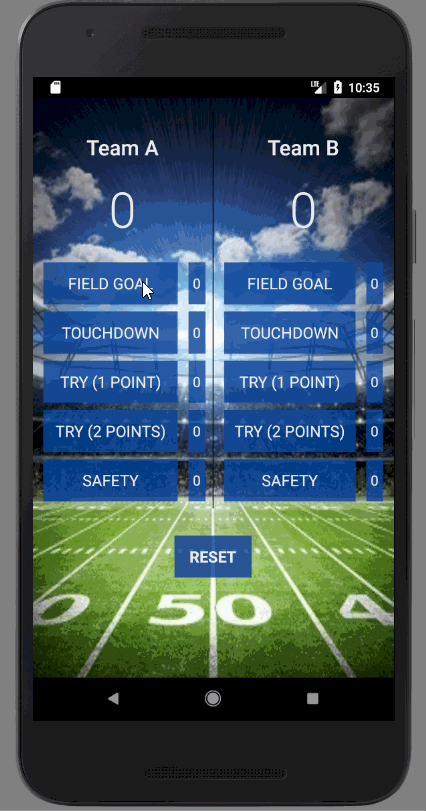 LTE 10:35
Team A Team B
0 0
FIELD GOAL 0 FIELD GOAL 0
TOUCHDOWN 0 TOUCHDOWN 0
TRY (1 POINT) 0 TRY (1 POINT) 0
TRY (2 POINTS) 0 TRY (2 POINTS) 0
SAFETY 0 SAFETY 0
RESET
0 50 4